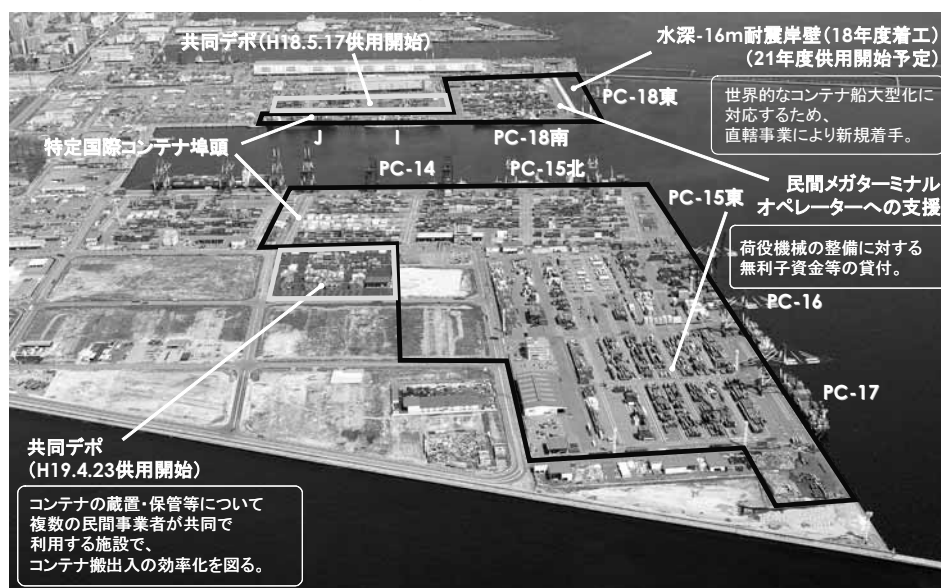 共同デポ(H18.5.17供用開始)
水深-16m耐震岸壁(18年度着工)
(21年度供用開始予定)
PC-18東
世界的なコンテナ船大型化に
対応するため、
直轄事業により新規着手。
J
I
PC-18南
特定国際コンテナ埠頭
PC-14
PC-15北
民間メガターミナル
オペレーターへの支援
PC-15東
荷役機械の整備に対する
無利子資金等の貸付。
PC-16
PC-17
共同デポ
(H19.4.23供用開始)
コンテナの蔵置・保管等について
複数の民間事業者が共同で
利用する施設で、
コンテナ搬出入の効率化を図る。